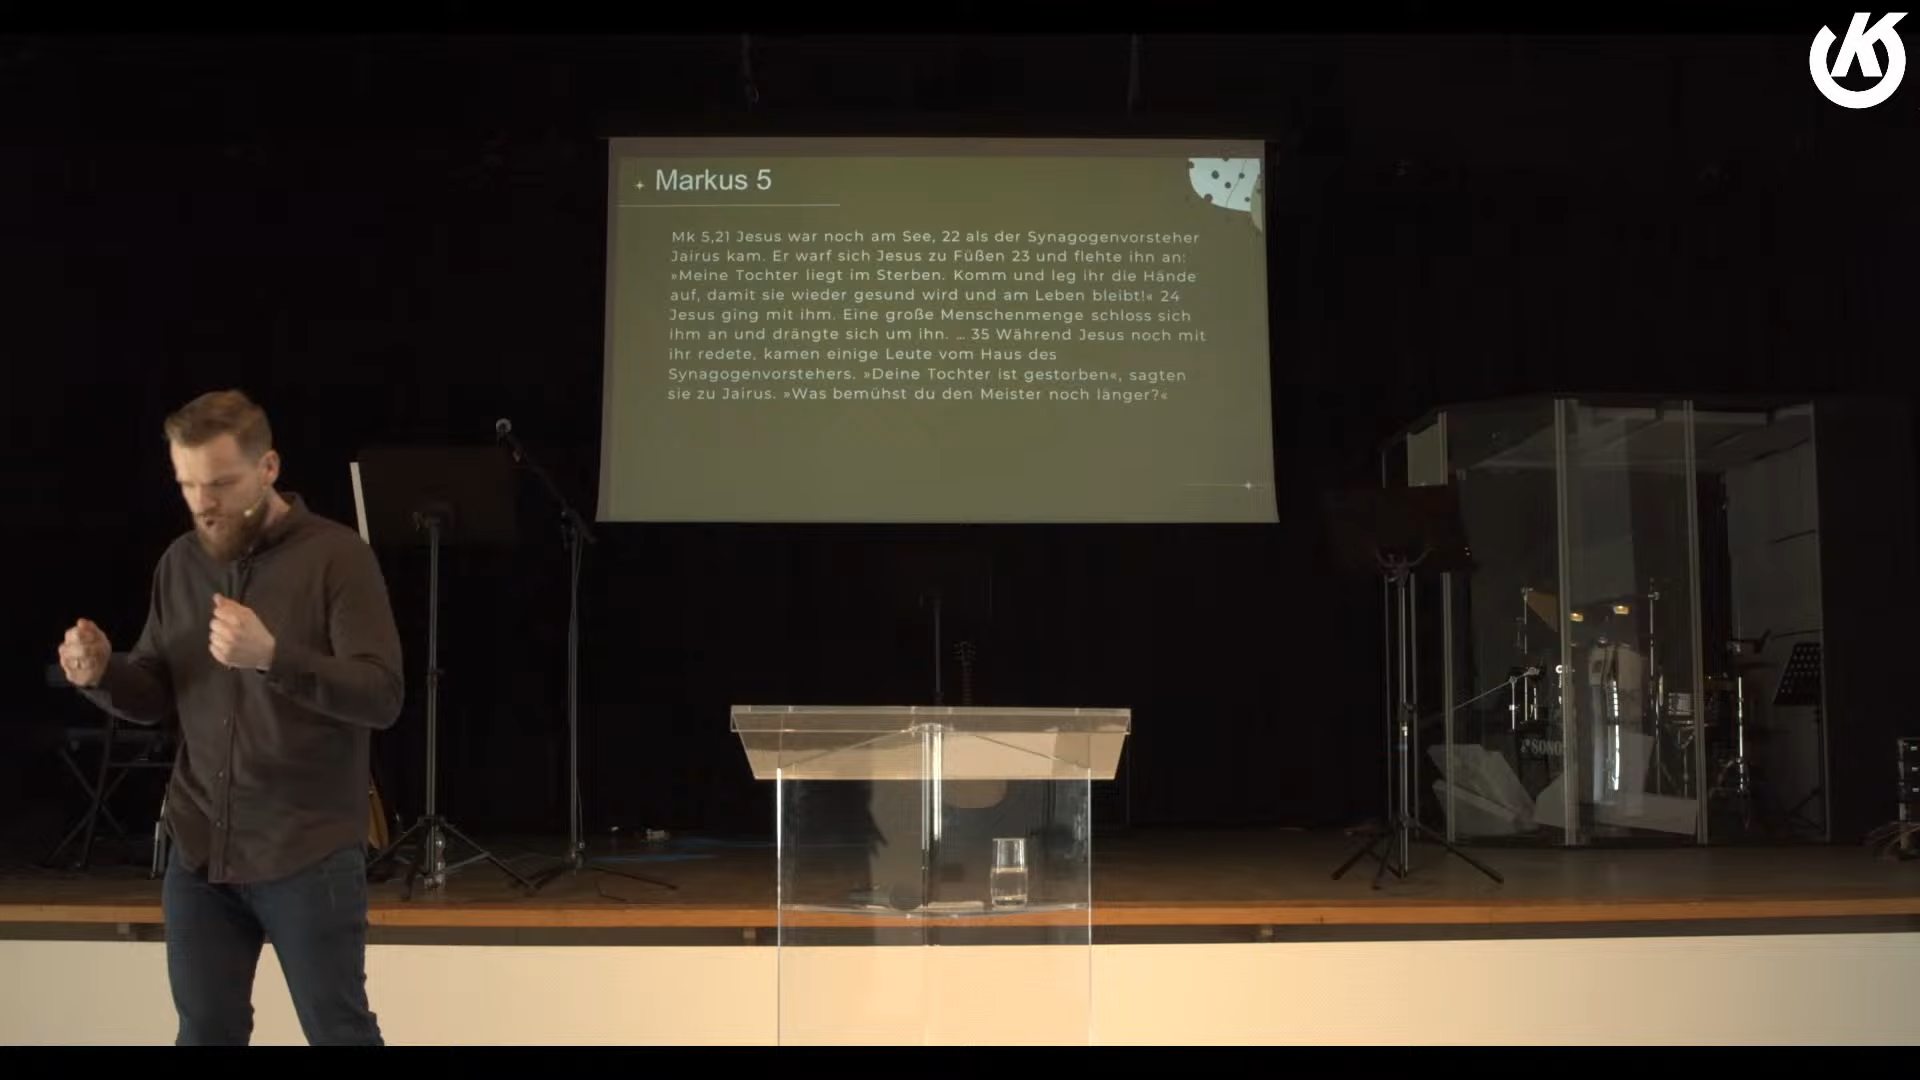 Markus 5
Mk 5,21 Jesus war noch am See, 22 als der Synagogenvorsteher
Jairus kam. Er warf sich Jesus zu Füßen 23 und flehte ihn an:
»Meine Tochter liegt im Sterben. Komm und leg ihr die Hände
auf, damit sie wieder gesund wird und am Leben bleibt!« 24
Jesus ging mit ihm. Eine große Menschenmenge schloss sich
ihm an und drängte sich um ihn. … 35 Während Jesus noch mit
ihr redete, kamen einige Leute vom Haus des
Synagogenvorstehers. »Deine Tochter ist gestorben«, sagten
sie zu Jairus. »Was bemühst du den Meister noch länger?«